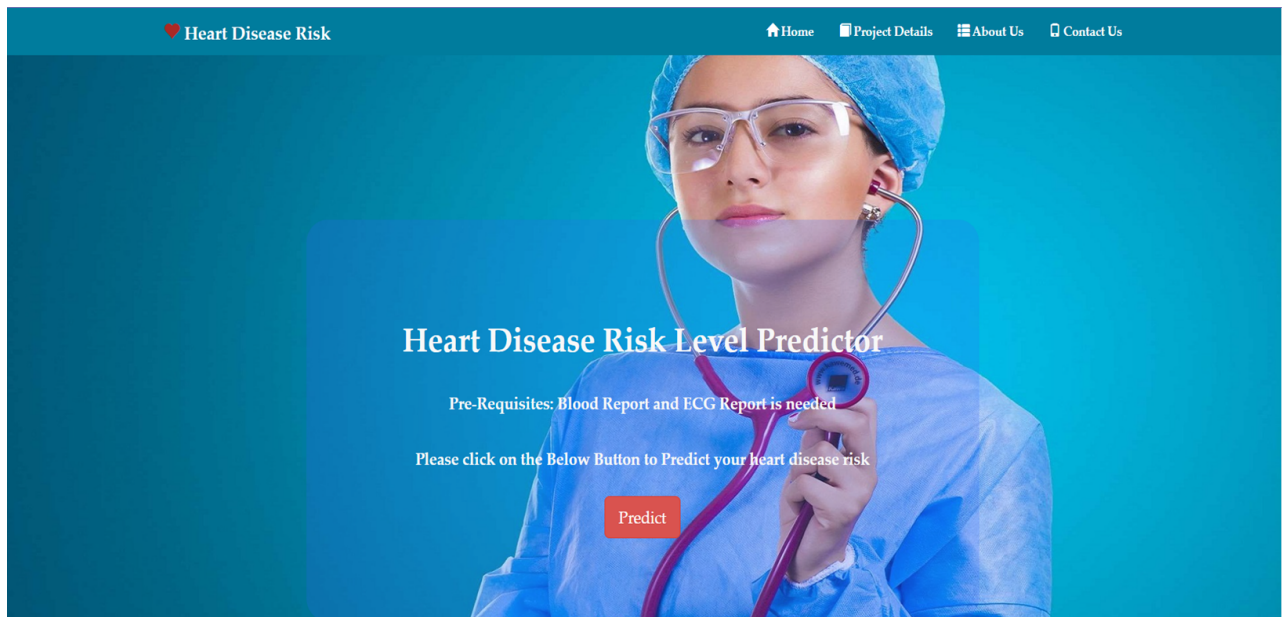 Heart Disease Risk
Home
Project Details
About Us
Contact Us
Heart Disease Risk Level Predictor
Pre-Requisites: Blood Report and ECG Report is needed
Please click on the Below Button to Predict your heart disease risk
Predict